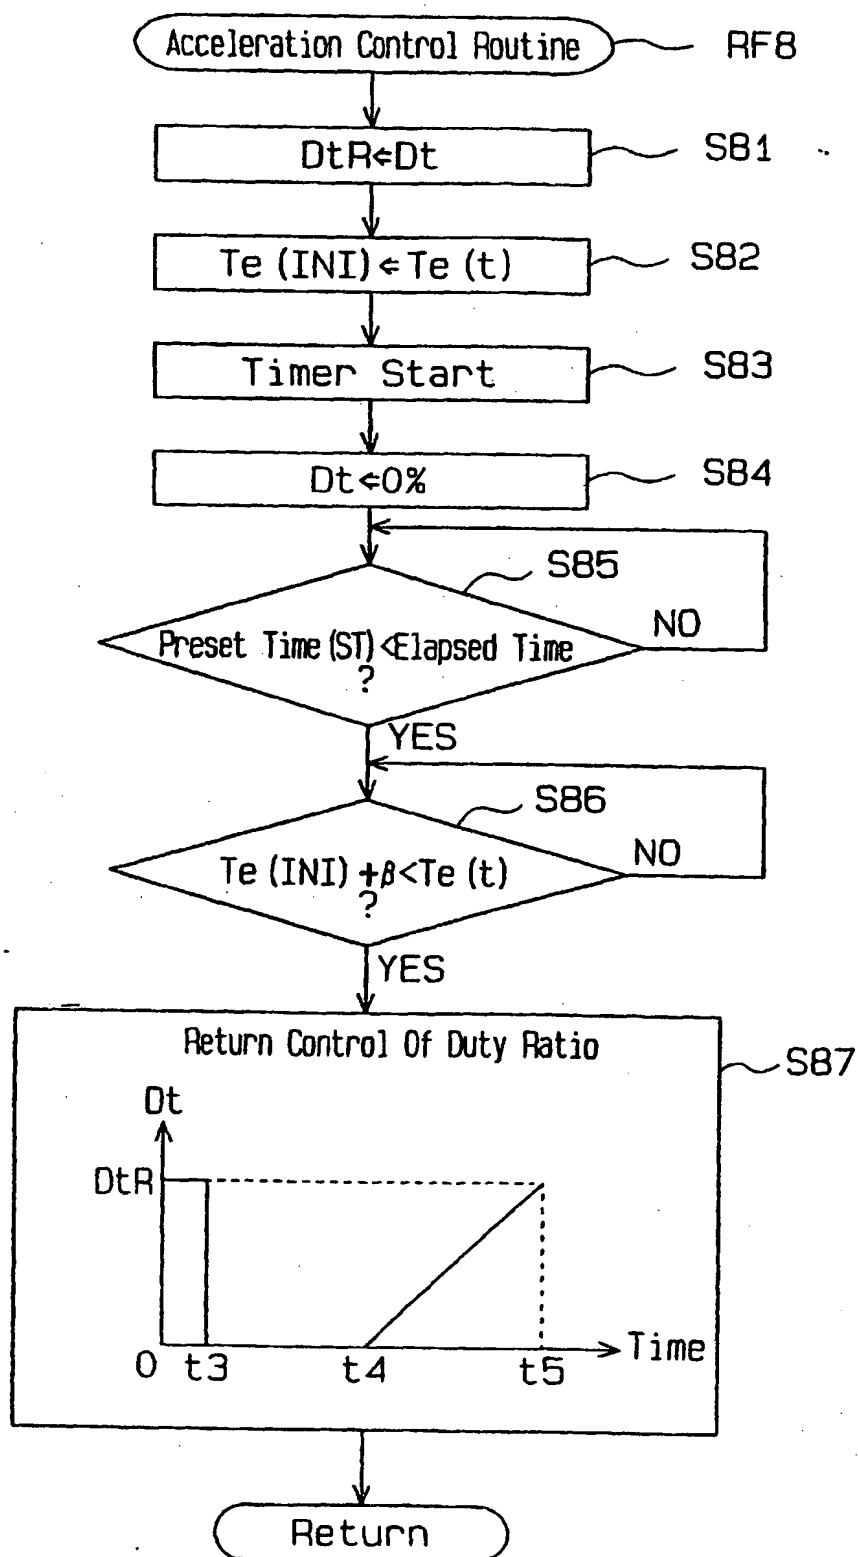 Acceleration Control Routine RF8
DtR⇐Dt S81
Te (INI) ⇐ Te (t) S82
Timer Start S83
Dt⇐0% S84
S85
Preset Time (ST) <Elapsed Time
?
NO
YES
S86
Te (INI) +β<Te (t)
?
NO
YES
Return Control Of Duty Ratio
S87
Dt
DtR
0 t3 t4 t5 Time
Return